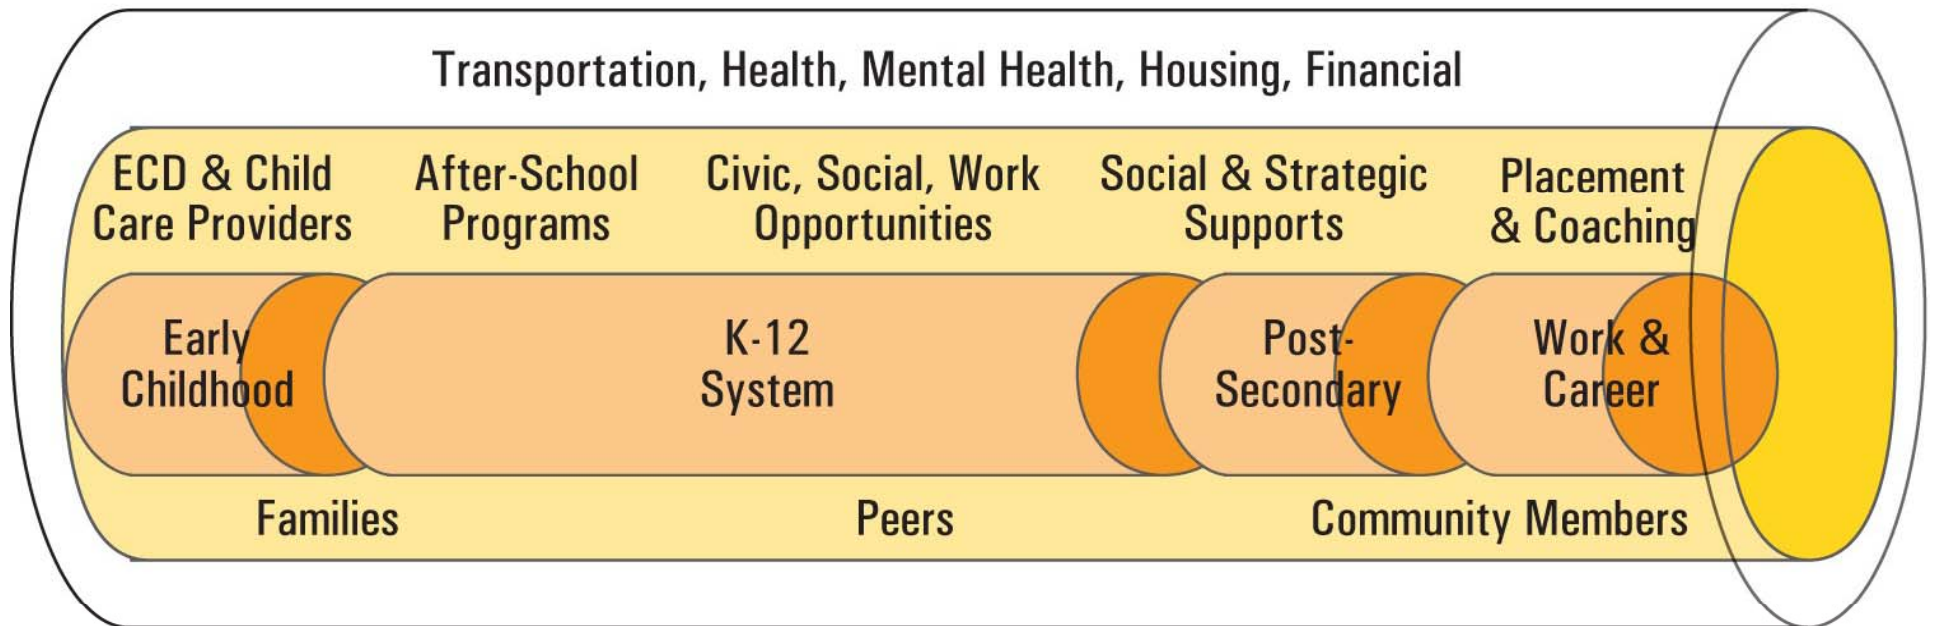 Transportation, Health, Mental Health, Housing, Financial
ECD & Child
Care Providers
After-School
Programs
Civic, Social, Work
Opportunities
Social & Strategic
Supports
Placement
& Coaching
Early
Childhood
K-12
System
Post-
Secondary
Work &
Career
Families
Peers
Community Members